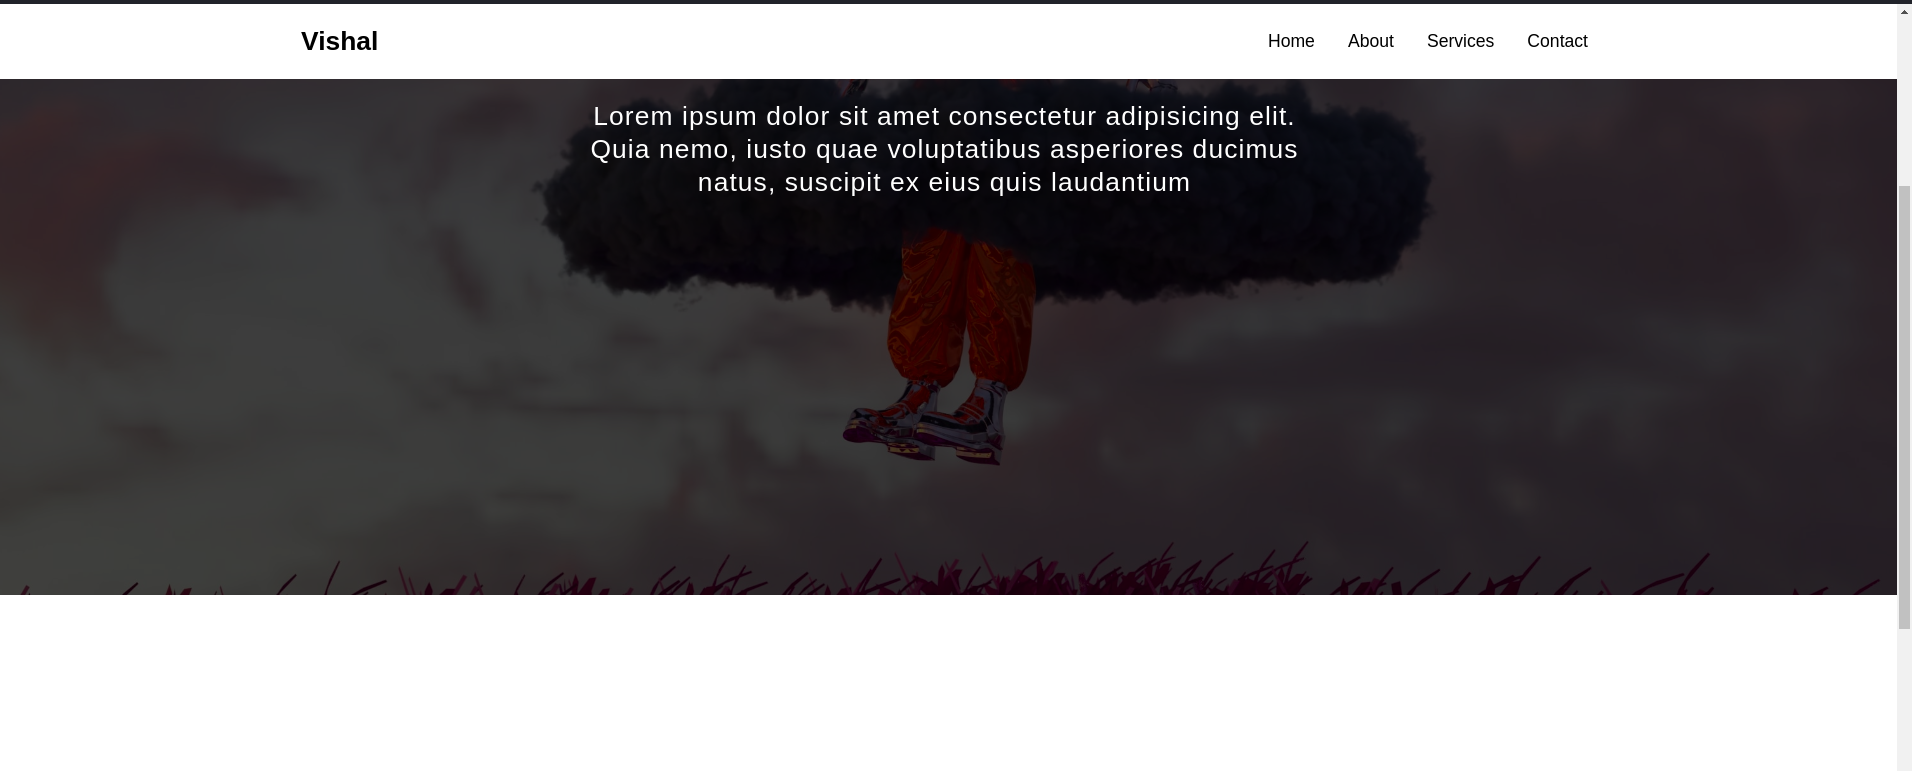 Vishal
Home About Services Contact
Lorem ipsum dolor sit amet consectetur adipisicing elit.
Quia nemo, iusto quae voluptatibus asperiores ducimus
natus, suscipit ex eius quis laudantium